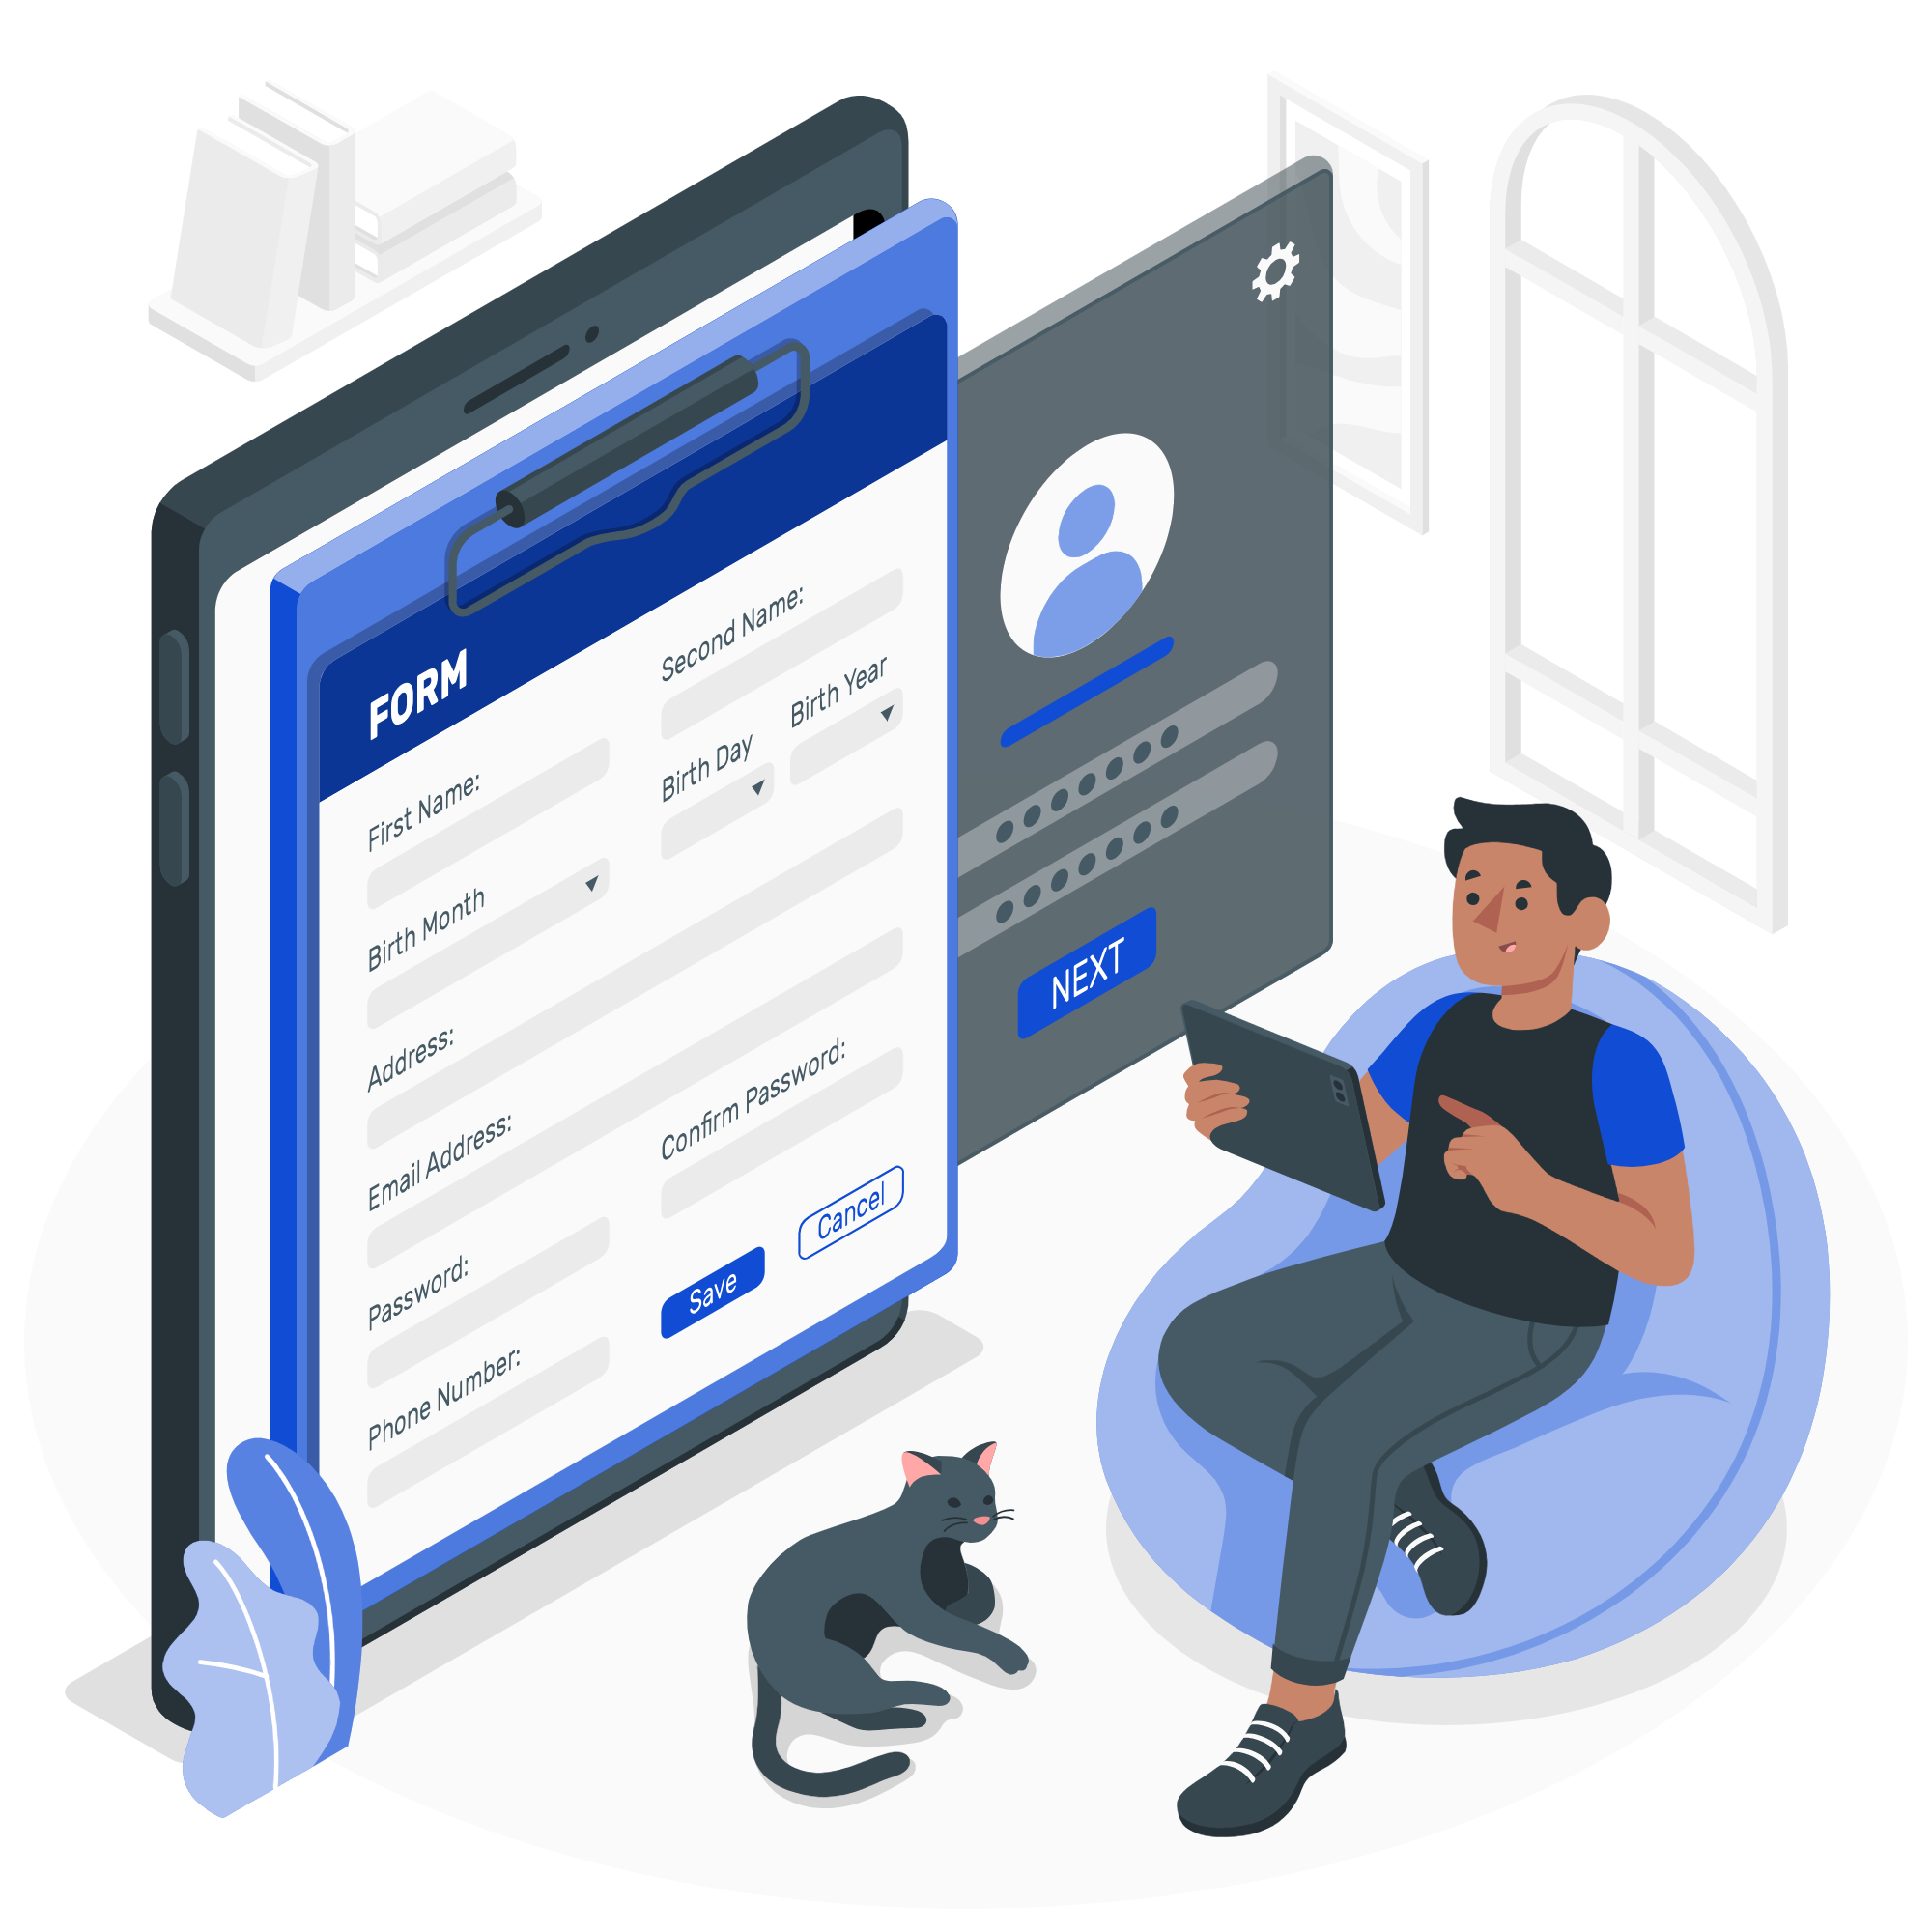 FORM
First Name:
Second Name:
Birth Month
Birth Day
Birth Year
Address:
Email Address:
Password:
Confirm Password:
Phone Number:
Save
Cancel
NEXT